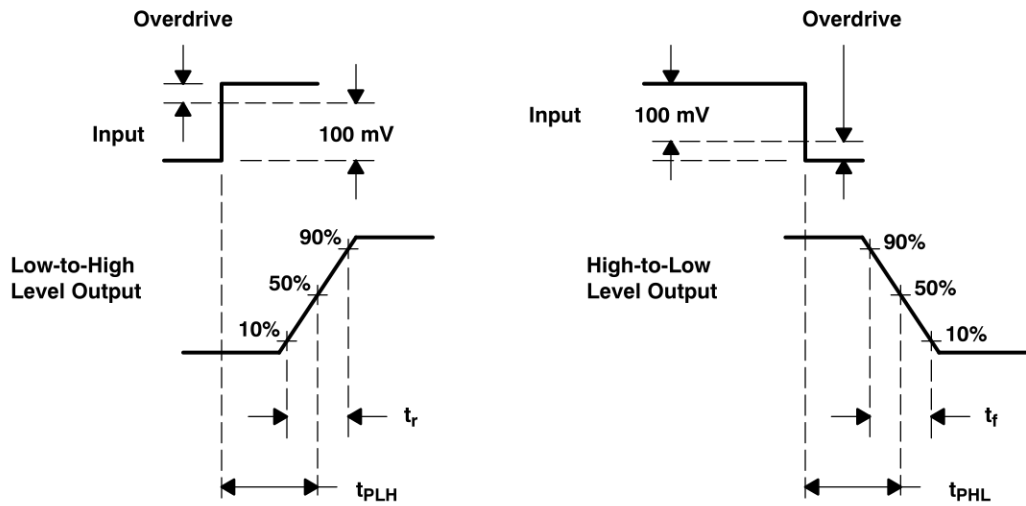 Overdrive
Input
100 mV
90%
Low-to-High
Level Output
50%
10%
tr
tPLH
Overdrive
Input
100 mV
90%
High-to-Low
Level Output
50%
10%
tf
tPHL